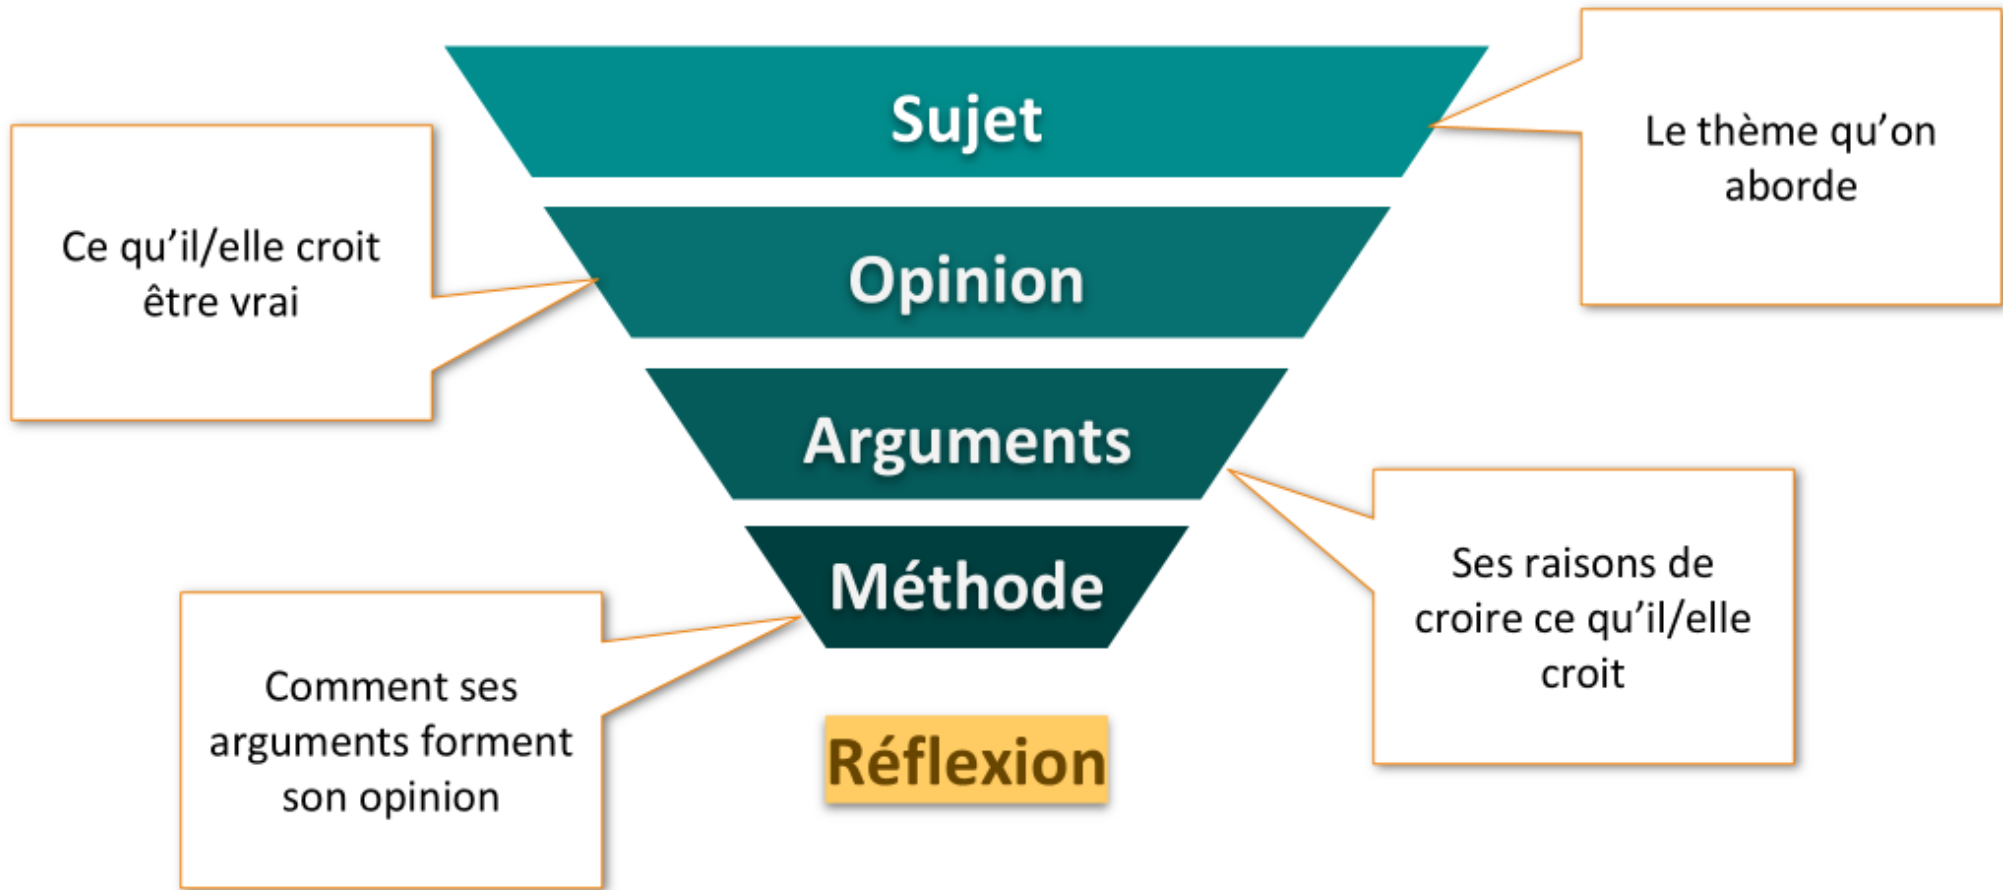 Sujet
Le thème qu’on
aborde
Ce qu’il/elle croit
être vrai
Opinion
Arguments
Ses raisons de
croire ce qu’il/elle
croit
Méthode
Comment ses
arguments forment
son opinion
Réflexion